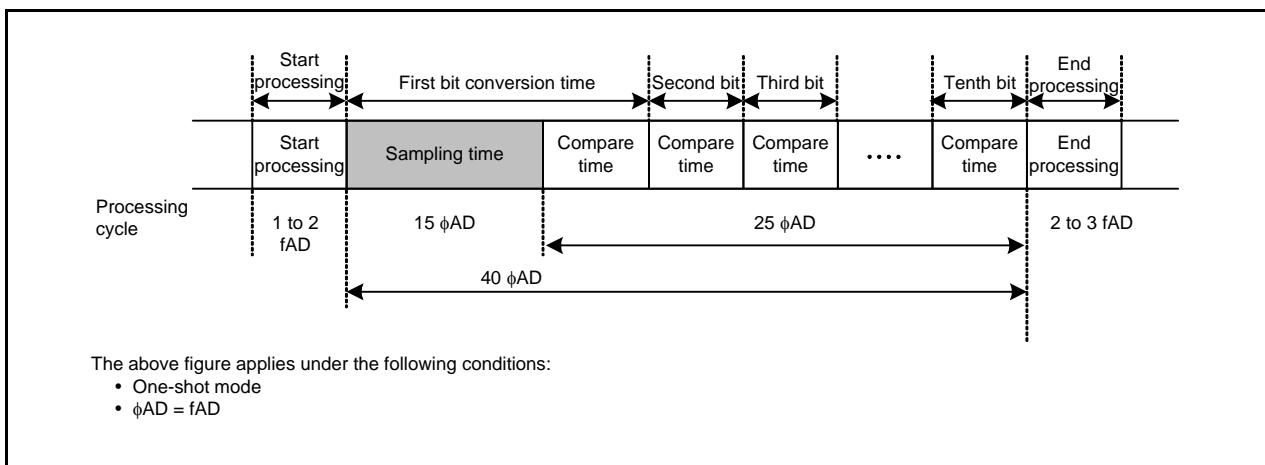 Start
processing
First bit conversion time
Second bit
Third bit
Tenth bit
End
processing
Start
processing
Sampling time
Compare
time
Compare
time
Compare
time
....
Compare
time
End
processing
Processing
cycle
1 to 2
fAD
15 ϕAD
25 ϕAD
2 to 3 fAD
40 ϕAD
The above figure applies under the following conditions:
• One-shot mode
• ϕAD = fAD